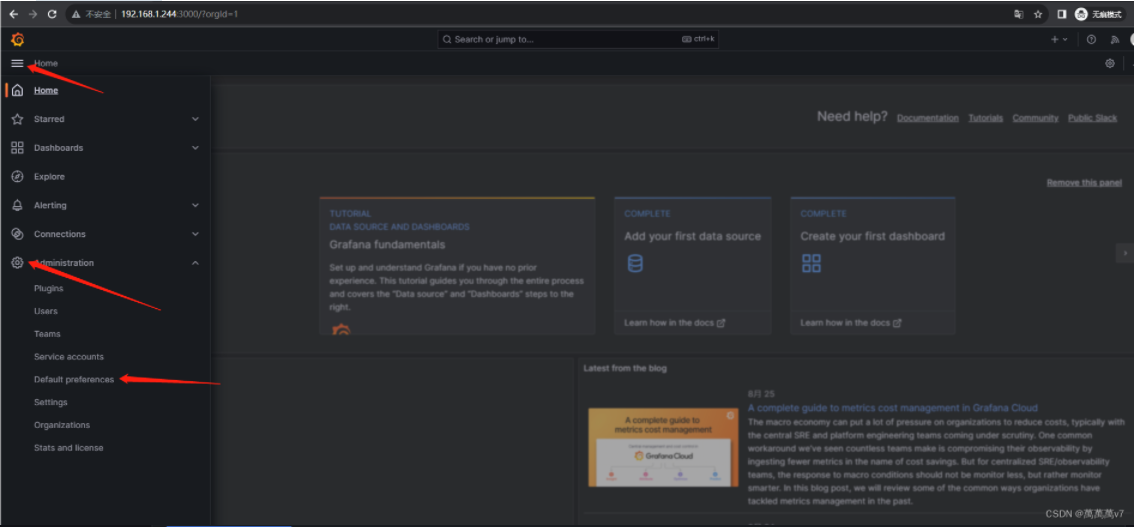 不安全 | 192.168.1.244:3000/?orgId=1
无痕模式
Search or jump to...
ctrl+k
Home
Home
Starred
Dashboards
Explore
Alerting
Connections
Administration
Plugins
Users
Teams
Service accounts
Default preferences
Settings
Organizations
Stats and license
Need help? Documentation Tutorials Community Public Slack
Remove this panel
TUTORIAL
DATA SOURCE AND DASHBOARDS
Grafana fundamentals
Set up and understand Grafana if you have no prior
experience. This tutorial guides you through the entire process
and covers the "Data source" and "Dashboards" steps to the
right.
COMPLETE
Add your first data source
Learn how in the docs
COMPLETE
Create your first dashboard
Learn how in the docs
Latest from the blog
A complete guide to
metrics cost management
GrafanaCloud
8月 25
A complete guide to metrics cost management in Grafana Cloud
The macro economy can put a lot of pressure on organizations to reduce costs, typically with
the central SRE and platform engineering teams coming under scrutiny. One common
workaround we've seen countless teams make is compromising their observability by
ingesting fewer metrics in the name of cost savings. But for centralized SRE/observability
teams, the response to macro conditions should not be monitor less, but rather monitor
smarter. In this blog post, we will review some of the common ways organizations have
tackled metrics management in the past.
CSDN @萬萬萬v7